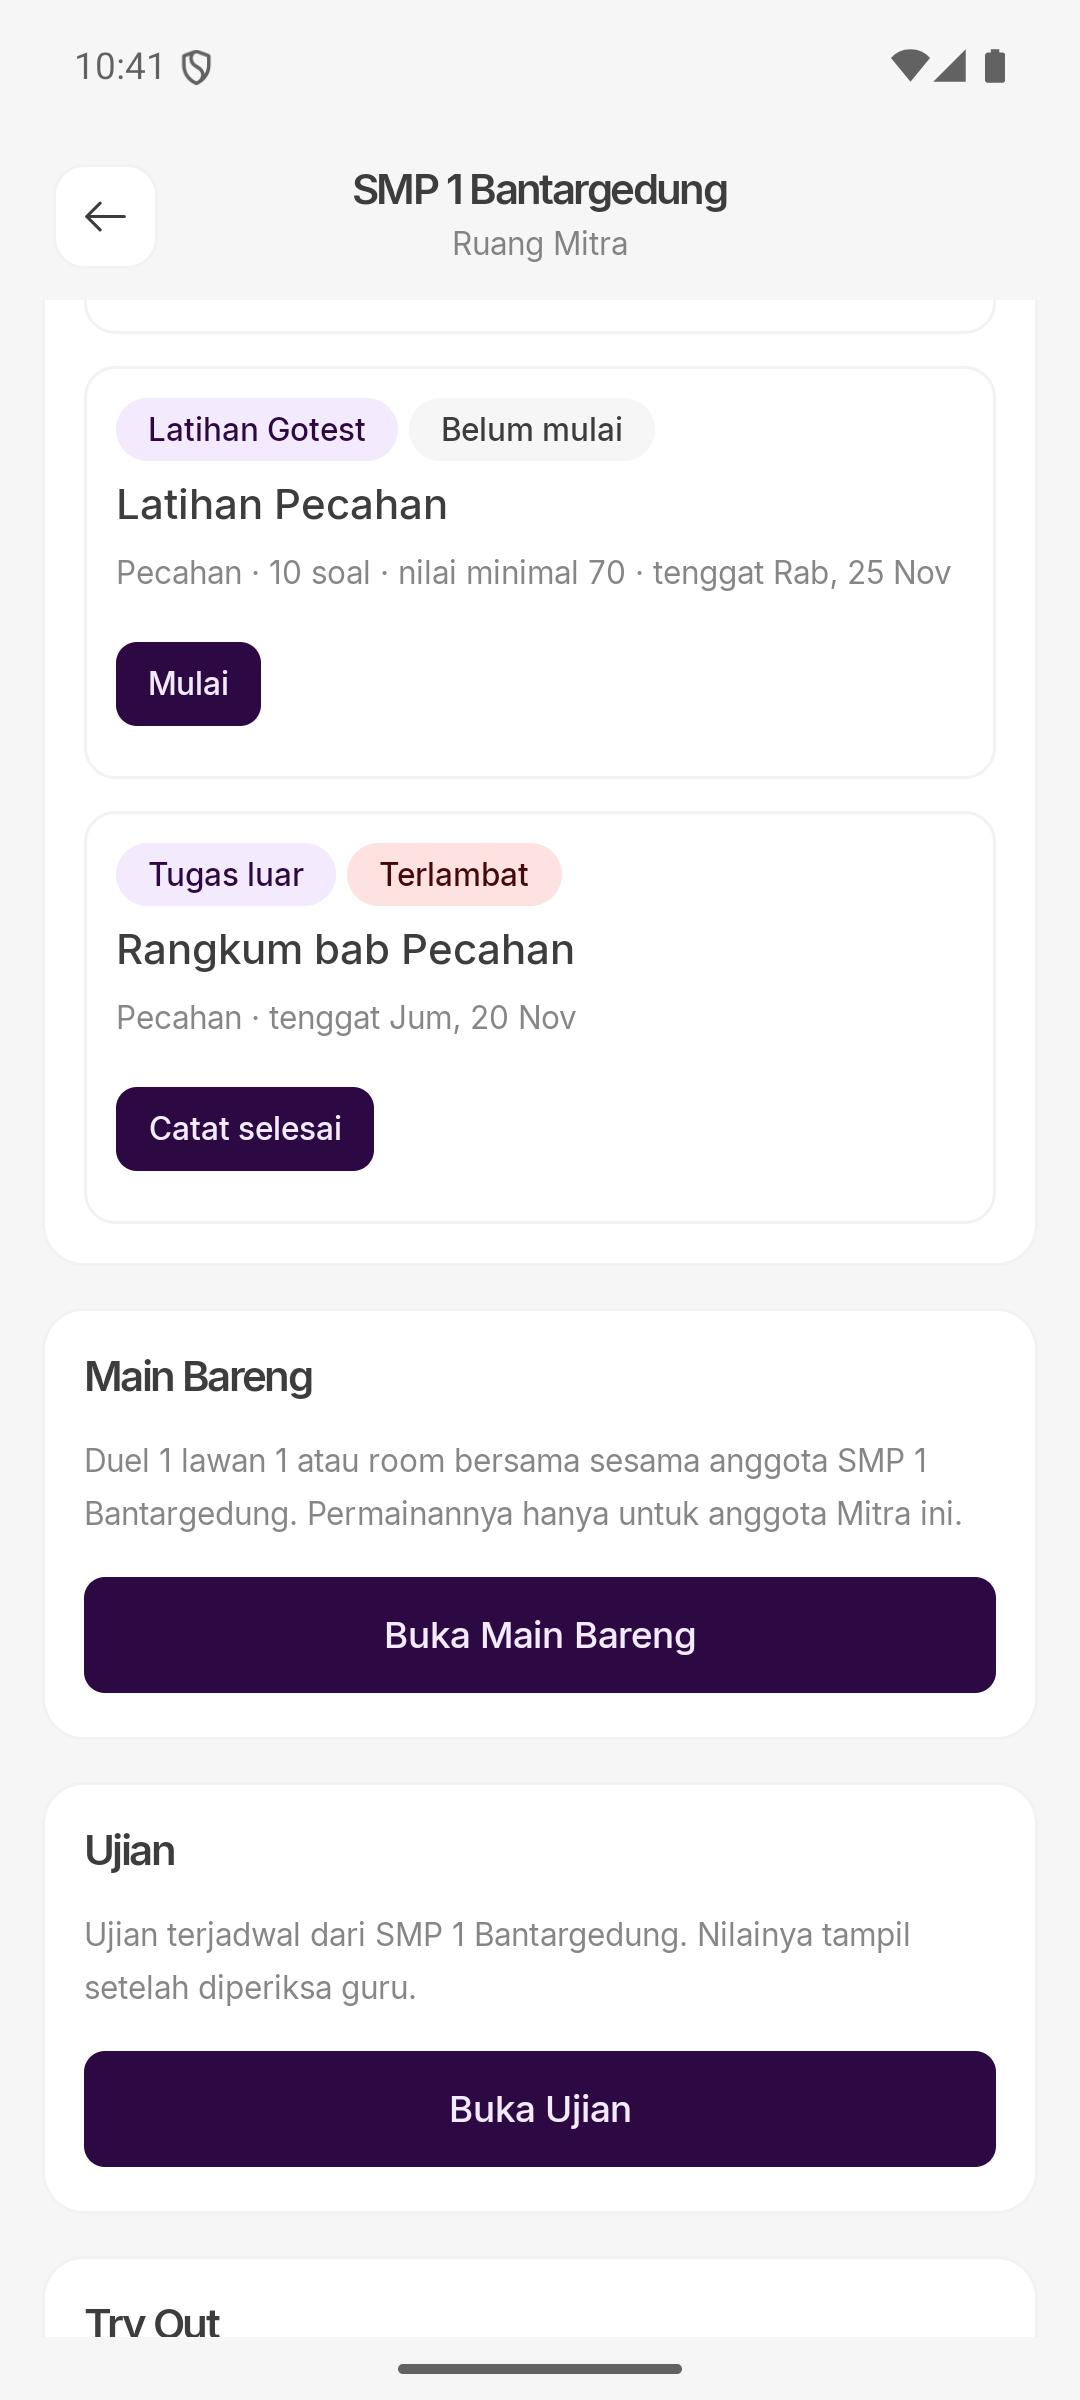 10:41
SMP 1 Bantargedung
Ruang Mitra
Latihan Gotest
Belum mulai
Latihan Pecahan
Pecahan · 10 soal · nilai minimal 70 · tenggat Rab, 25 Nov
Mulai
Tugas luar
Terlambat
Rangkum bab Pecahan
Pecahan · tenggat Jum, 20 Nov
Catat selesai
Main Bareng
Duel 1 lawan 1 atau room bersama sesama anggota SMP 1
Bantargedung. Permainannya hanya untuk anggota Mitra ini.
Buka Main Bareng
Ujian
Ujian terjadwal dari SMP 1 Bantargedung. Nilainya tampil
setelah diperiksa guru.
Buka Ujian
Try Out